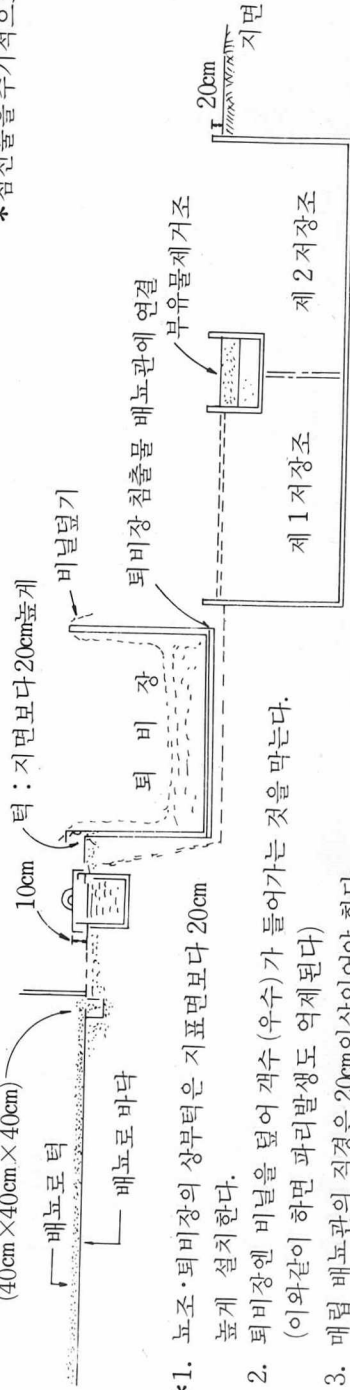 (40cm×40cm×40cm)
10cm
턱 : 지면보다 20cm높게
비닐덮기
배뇨로 턱
배뇨로 바닥
퇴 비 장
퇴비장 침출물 배뇨관에 연결
부유물제거조
제 1 저장조
제 2 저장조
20cm
지면
*1. 뇨조·퇴비장의 상부턱은 지표면보다 20cm
높게 설치한다.
2. 퇴비장엔 비닐을 덮어 객수 (우수)가 들어가는 것을 막는다.
(이와같이 하면 파리발생도 억제된다)
3. 매립 배뇨관의 직경은 20cm이상이어야 한다